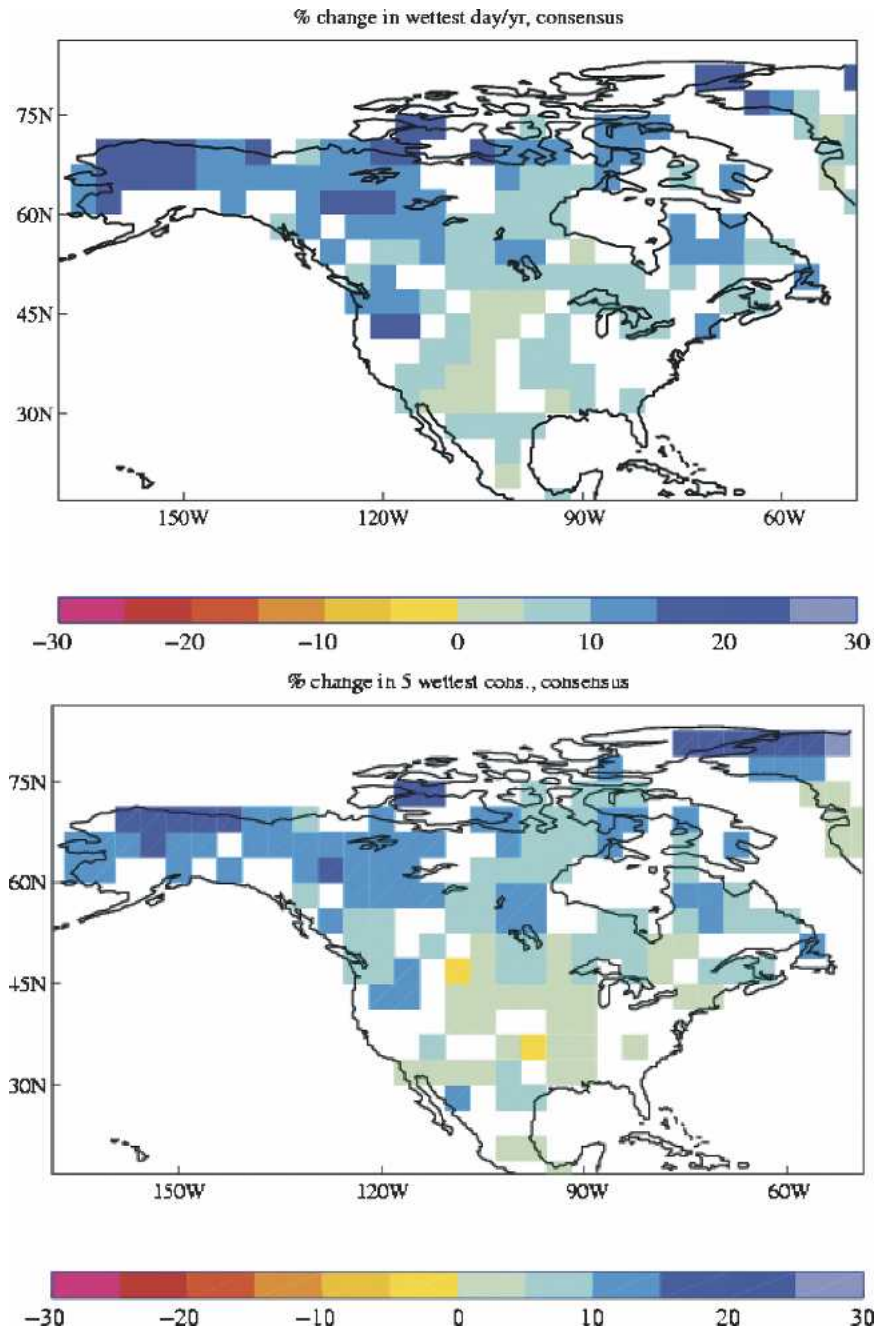 % change in wettest day/yr, consensus
75N
60N
45N
30N
150W 120W 90W 60W
−30 −20 −10 0 10 20 30
% change in 5 wettest cons., consensus
75N
60N
45N
30N
150W 120W 90W 60W
−30 −20 −10 0 10 20 30